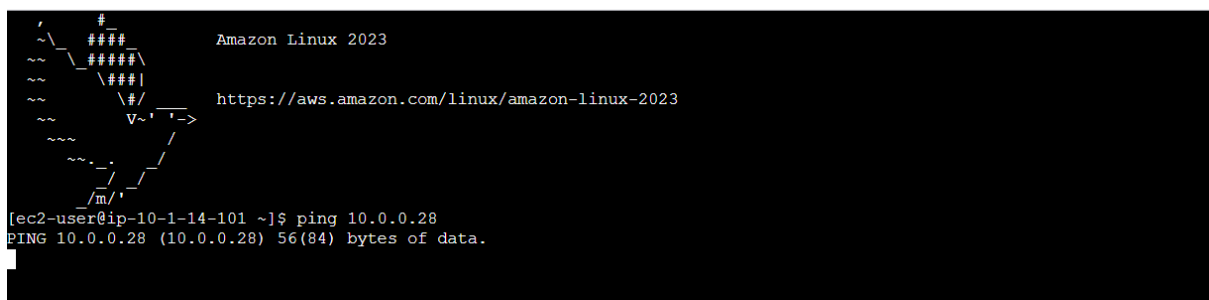 ,     #_
   ~\_  ####_        Amazon Linux 2023
  ~~  \_#####\
  ~~     \###|
  ~~       \#/ ___   https://aws.amazon.com/linux/amazon-linux-2023
   ~~       V~' '->
    ~~~         /
      ~~._.   _/
         _/ _/
       _/m/'
[ec2-user@ip-10-1-14-101 ~]$ ping 10.0.0.28
PING 10.0.0.28 (10.0.0.28) 56(84) bytes of data.